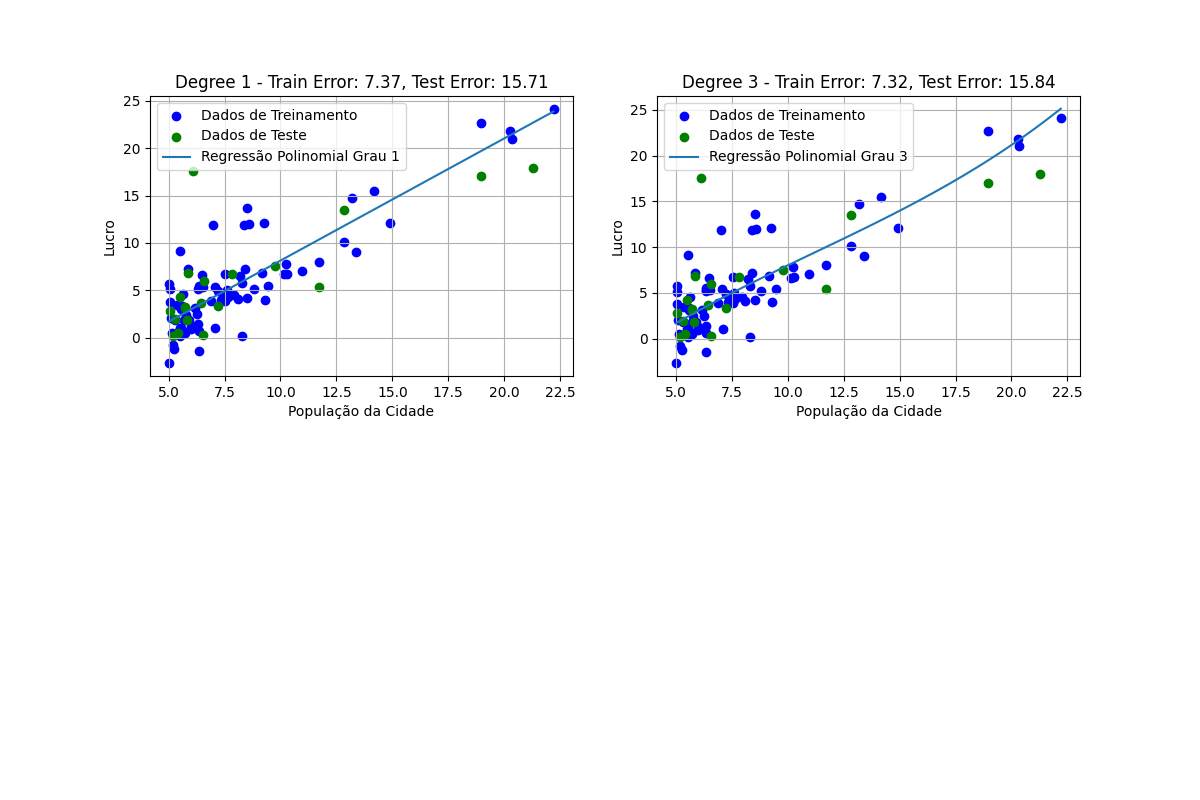 Degree 1 - Train Error: 7.37, Test Error: 15.71
25
20
15
10
5
0
Lucro
Dados de Treinamento
Dados de Teste
Regressão Polinomial Grau 1
5.0 7.5 10.0 12.5 15.0 17.5 20.0 22.5
População da Cidade
Degree 3 - Train Error: 7.32, Test Error: 15.84
25
20
15
10
5
0
Lucro
Dados de Treinamento
Dados de Teste
Regressão Polinomial Grau 3
5.0 7.5 10.0 12.5 15.0 17.5 20.0 22.5
População da Cidade